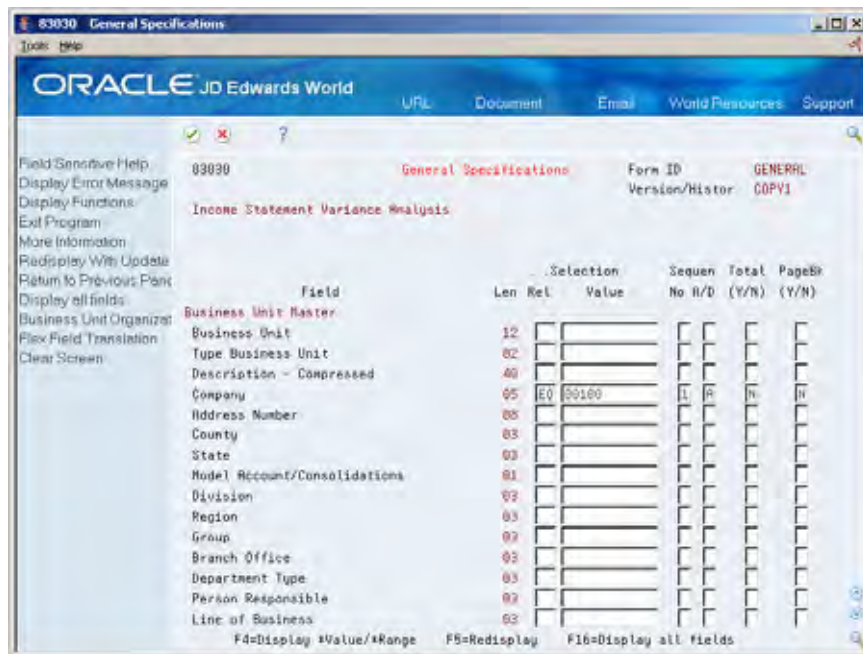 83030 General Specifications
Tools Help
ORACLE JD Edwards World
URL Document Email World Resources Support
?
Field Sensitive Help
Display Error Message
Display Functions
Exit Program
More Information
Redisplay With Update
Return to Previous Pane
Display all fields
Business Unit Organizat
Flex Field Translation
Clear Screen
83030 General Specifications Form ID GENERAL
Version/Histor COPY1
Income Statement Variance Analysis
. .Selection Sequen Total PageBk
Field Len Rel Value No A/D (Y/N) (Y/N)
Business Unit Master
Business Unit 12
Type Business Unit 02
Description - Compressed 40
Company 05 EQ 00100 1 A N N
Address Number 08
County 03
State 03
Model Account/Consolidations 01
Division 03
Region 03
Group 03
Branch Office 03
Department Type 03
Person Responsible 03
Line of Business 03
F4=Display *Value/*Range F5=Redisplay F16=Display all fields